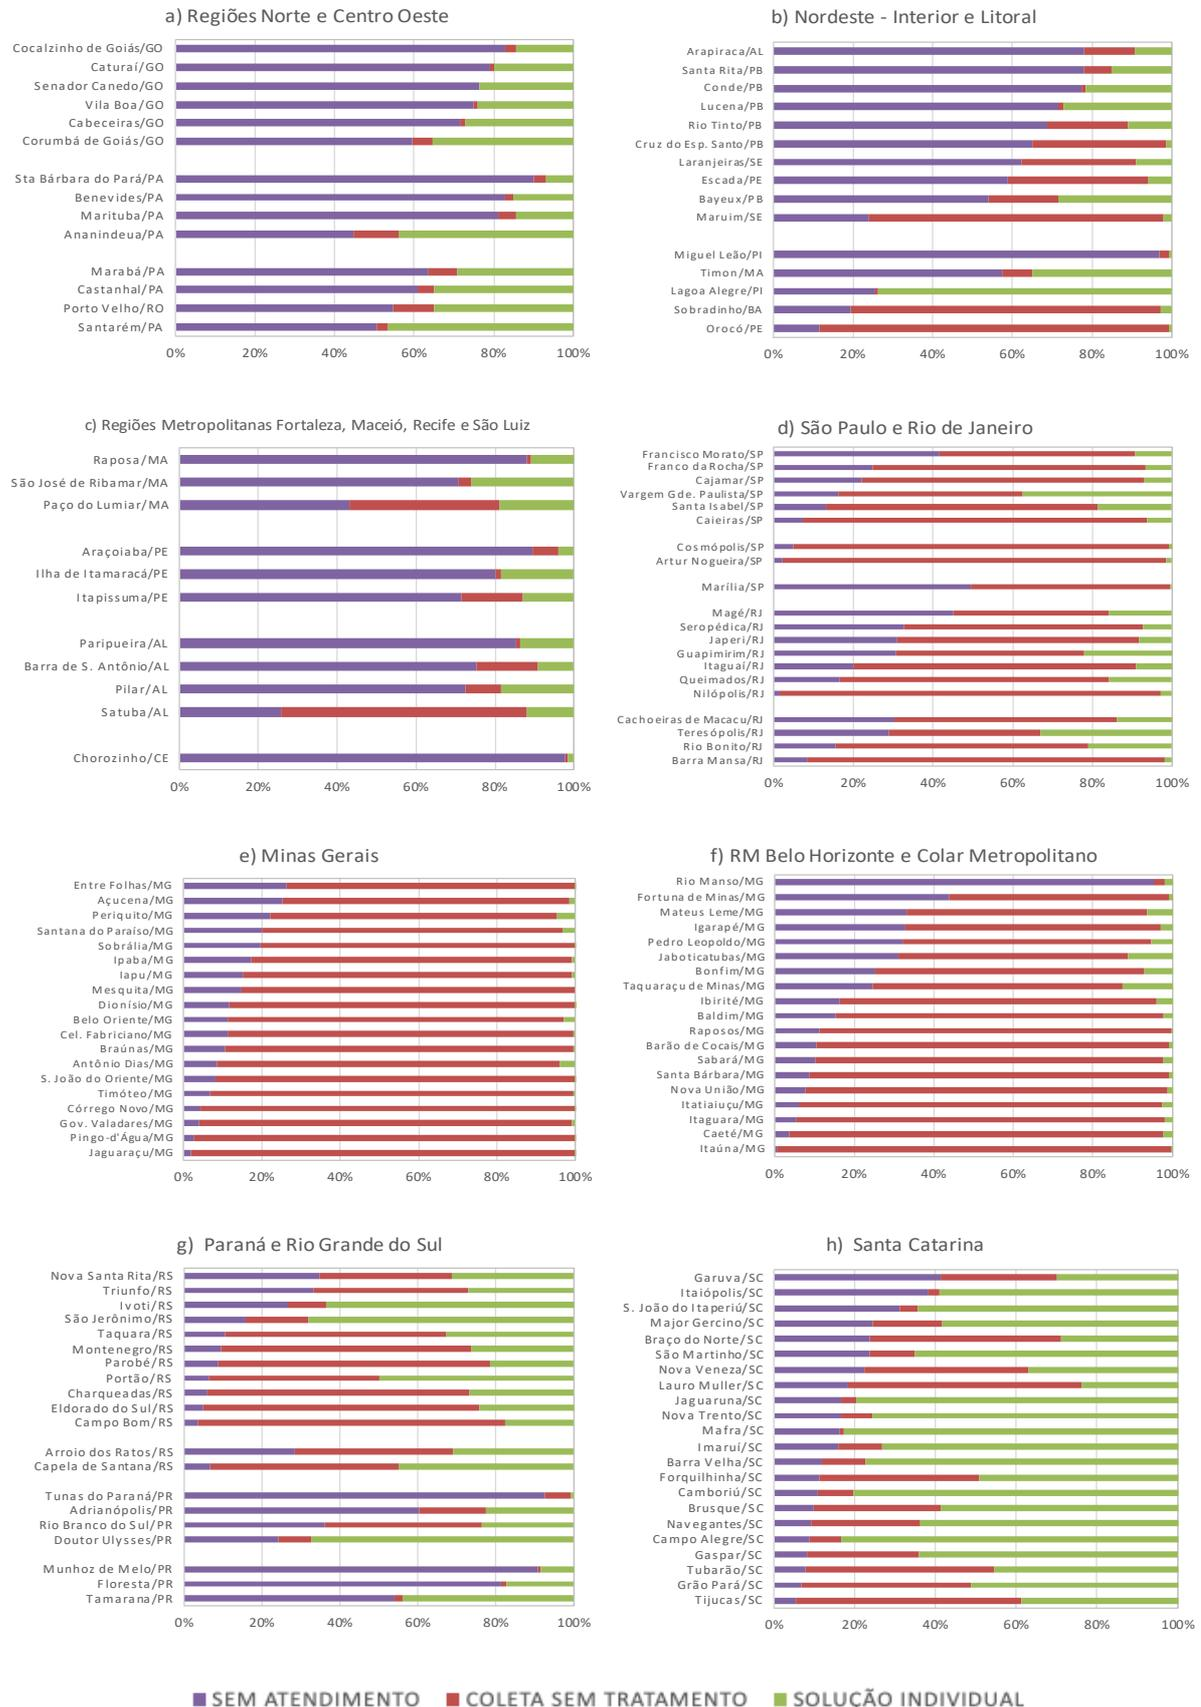 a) Regiões Norte e Centro Oeste
Cocalzinho de Goiás/GO
Caturaí/GO
Senador Canedo/GO
Vila Boa/GO
Cabeceiras/GO
Corumbá de Goiás/GO
Sta Bárbara do Pará/PA
Benevides/PA
Marituba/PA
Ananindeua/PA
Marabá/PA
Castanhal/PA
Porto Velho/RO
Santarém/PA
0% 20% 40% 60% 80% 100%
b) Nordeste - Interior e Litoral
Arapiraca/AL
Santa Rita/PB
Conde/PB
Lucena/PB
Rio Tinto/PB
Cruz do Esp. Santo/PB
Laranjeiras/SE
Escada/PE
Bayeux/PB
Maruim/SE
Miguel Leão/PI
Timon/MA
Lagoa Alegre/PI
Sobradinho/BA
Orocó/PE
0% 20% 40% 60% 80% 100%
c) Regiões Metropolitanas Fortaleza, Maceió, Recife e São Luiz
Raposa/MA
São José de Ribamar/MA
Paço do Lumiar/MA
Araçoiaba/PE
Ilha de Itamaracá/PE
Itapissuma/PE
Paripueira/AL
Barra de S. Antônio/AL
Pilar/AL
Satuba/AL
Chorozinho/CE
0% 20% 40% 60% 80% 100%
d) São Paulo e Rio de Janeiro
Francisco Morato/SP
Franco da Rocha/SP
Cajamar/SP
Vargem Gde. Paulista/SP
Santa Isabel/SP
Caieiras/SP
Cosmópolis/SP
Artur Nogueira/SP
Marília/SP
Magé/RJ
Seropédica/RJ
Japeri/RJ
Guapimirim/RJ
Itaguaí/RJ
Queimados/RJ
Nilópolis/RJ
Cachoeiras de Macacu/RJ
Teresópolis/RJ
Rio Bonito/RJ
Barra Mansa/RJ
0% 20% 40% 60% 80% 100%
e) Minas Gerais
Entre Folhas/MG
Açucena/MG
Periquito/MG
Santana do Paraíso/MG
Sobrália/MG
Ipaba/MG
Iapu/MG
Mesquita/MG
Dionísio/MG
Belo Oriente/MG
Cel. Fabriciano/MG
Braúnas/MG
Antônio Dias/MG
S. João do Oriente/MG
Timóteo/MG
Córrego Novo/MG
Gov. Valadares/MG
Pingo-d'Água/MG
Jaguaraçu/MG
0% 20% 40% 60% 80% 100%
f) RM Belo Horizonte e Colar Metropolitano
Rio Manso/MG
Fortuna de Minas/MG
Mateus Leme/MG
Igarapé/MG
Pedro Leopoldo/MG
Jaboticatubas/MG
Bonfim/MG
Taquaraçu de Minas/MG
Ibirité/MG
Baldim/MG
Raposos/MG
Barão de Cocais/MG
Sabará/MG
Santa Bárbara/MG
Nova União/MG
Itatiaiuçu/MG
Itaguara/MG
Caeté/MG
Itaúna/MG
0% 20% 40% 60% 80% 100%
g) Paraná e Rio Grande do Sul
Nova Santa Rita/RS
Triunfo/RS
Ivoti/RS
São Jerônimo/RS
Taquara/RS
Montenegro/RS
Parobé/RS
Portão/RS
Charqueadas/RS
Eldorado do Sul/RS
Campo Bom/RS
Arroio dos Ratos/RS
Capela de Santana/RS
Tunas do Paraná/PR
Adrianópolis/PR
Rio Branco do Sul/PR
Doutor Ulysses/PR
Munhoz de Melo/PR
Floresta/PR
Tamarana/PR
0% 20% 40% 60% 80% 100%
h) Santa Catarina
Garuva/SC
Itaiópolis/SC
S. João do Itaperiú/SC
Major Gercino/SC
Braço do Norte/SC
São Martinho/SC
Nova Veneza/SC
Lauro Muller/SC
Jaguaruna/SC
Nova Trento/SC
Mafra/SC
Imaruí/SC
Barra Velha/SC
Forquilhinha/SC
Camboriú/SC
Brusque/SC
Navegantes/SC
Campo Alegre/SC
Gaspar/SC
Tubarão/SC
Grão Pará/SC
Tijucas/SC
0% 20% 40% 60% 80% 100%
SEM ATENDIMENTO COLETA SEM TRATAMENTO SOLUÇÃO INDIVIDUAL